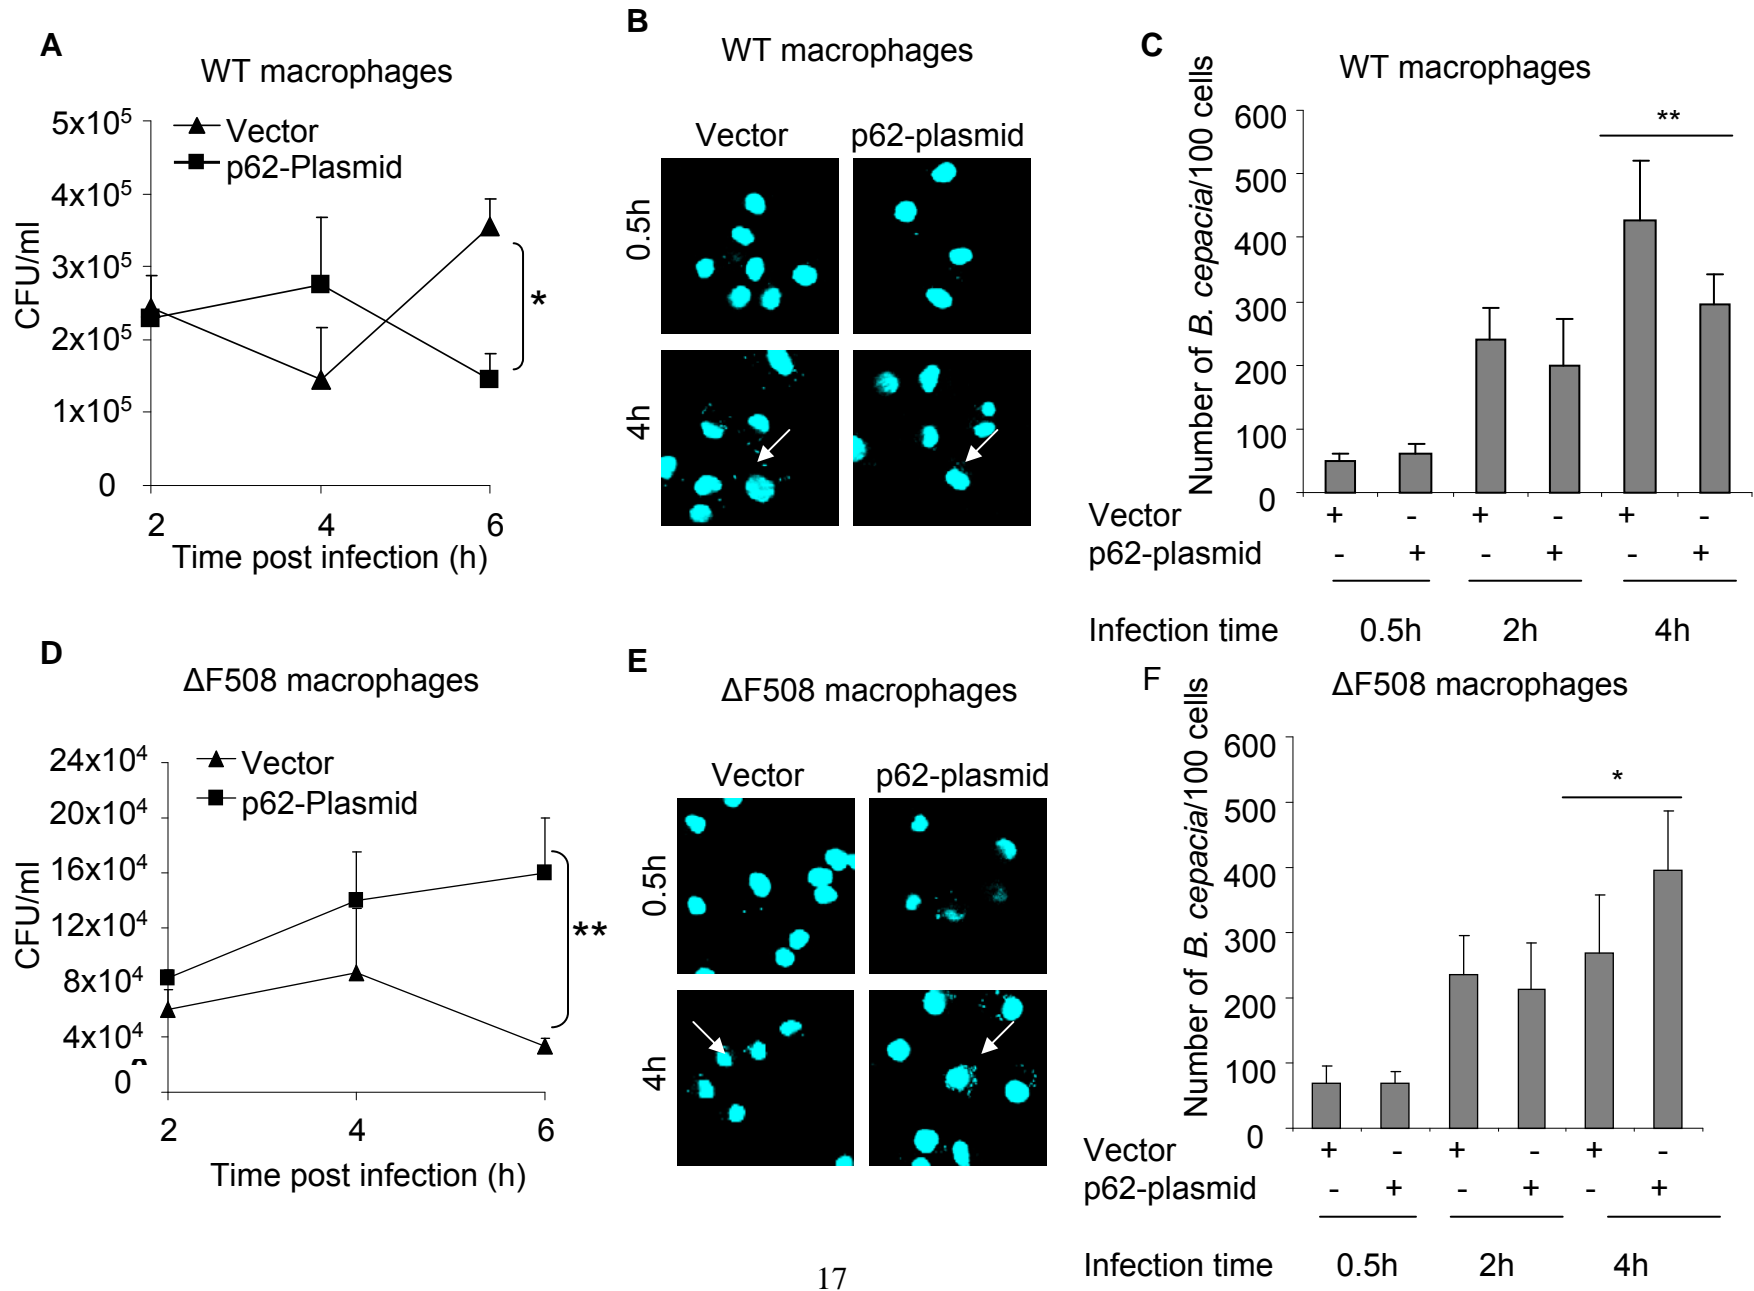 A
WT macrophages
5x10⁵
4x10⁵
3x10⁵
2x10⁵
1x10⁵
0
CFU/ml
Vector
p62-Plasmid
*
2 4 6
Time post infection (h)
B
WT macrophages
Vector p62-plasmid
0.5h
4h
C
WT macrophages
Number of B. cepacia/100 cells
600
500
400
300
200
100
0
**
Vector + - + - + -
p62-plasmid - + - + - +
Infection time 0.5h 2h 4h
D
ΔF508 macrophages
24x10⁴
20x10⁴
16x10⁴
12x10⁴
8x10⁴
4x10⁴
0
CFU/ml
Vector
p62-Plasmid
**
2 4 6
Time post infection (h)
E
ΔF508 macrophages
Vector p62-plasmid
0.5h
4h
F
ΔF508 macrophages
Number of B. cepacia/100 cells
600
500
400
300
200
100
0
*
Vector + - + - + -
p62-plasmid - + - + - +
Infection time 0.5h 2h 4h
17